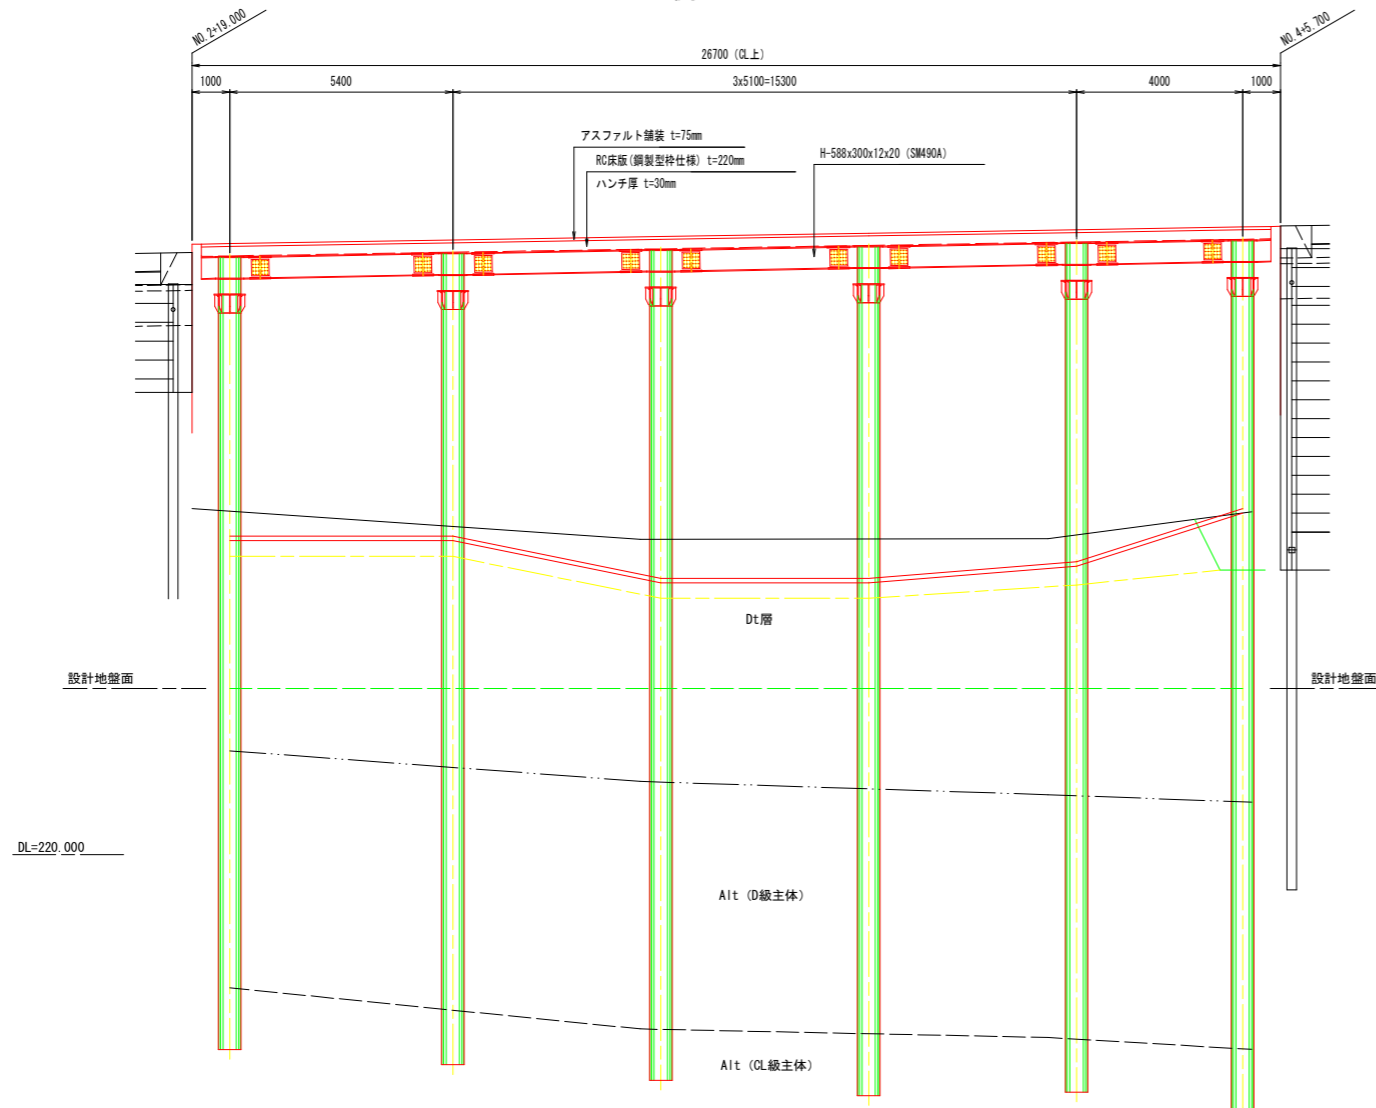 NO.2+19.000
NO.4+5.700
26700 (CL上)
1000
5400
3x5100=15300
4000
1000
アスファルト舗装 t=75mm
RC床版(鋼製型枠仕様) t=220mm
ハンチ厚 t=30mm
H-588x300x12x20 (SM490A)
Dt層
設計地盤面
設計地盤面
DL=220.000
Alt (D級主体)
Alt (CL級主体)